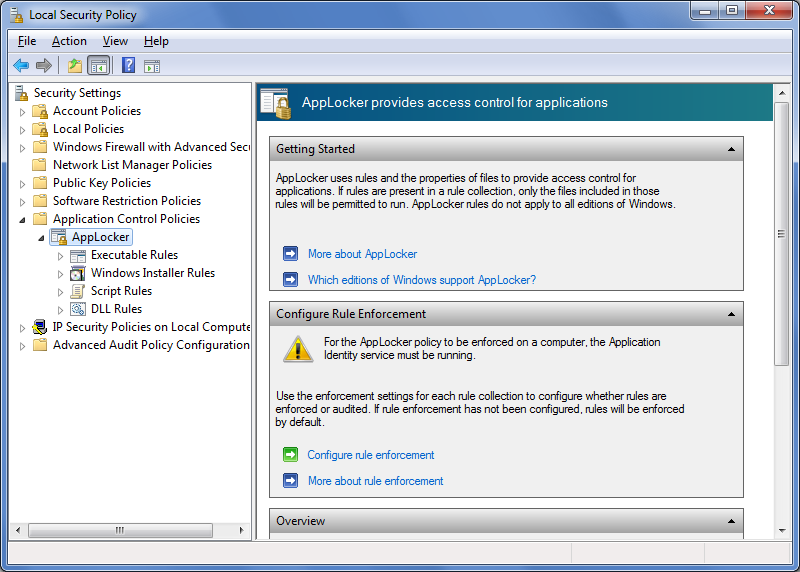 Local Security Policy
File Action View Help
Security Settings
Account Policies
Local Policies
Windows Firewall with Advanced Secu
Network List Manager Policies
Public Key Policies
Software Restriction Policies
Application Control Policies
AppLocker
Executable Rules
Windows Installer Rules
Script Rules
DLL Rules
IP Security Policies on Local Compute
Advanced Audit Policy Configuration
AppLocker provides access control for applications
Getting Started
AppLocker uses rules and the properties of files to provide access control for
applications. If rules are present in a rule collection, only the files included in those
rules will be permitted to run. AppLocker rules do not apply to all editions of Windows.
More about AppLocker
Which editions of Windows support AppLocker?
Configure Rule Enforcement
For the AppLocker policy to be enforced on a computer, the Application
Identity service must be running.
Use the enforcement settings for each rule collection to configure whether rules are
enforced or audited. If rule enforcement has not been configured, rules will be enforced
by default.
Configure rule enforcement
More about rule enforcement
Overview